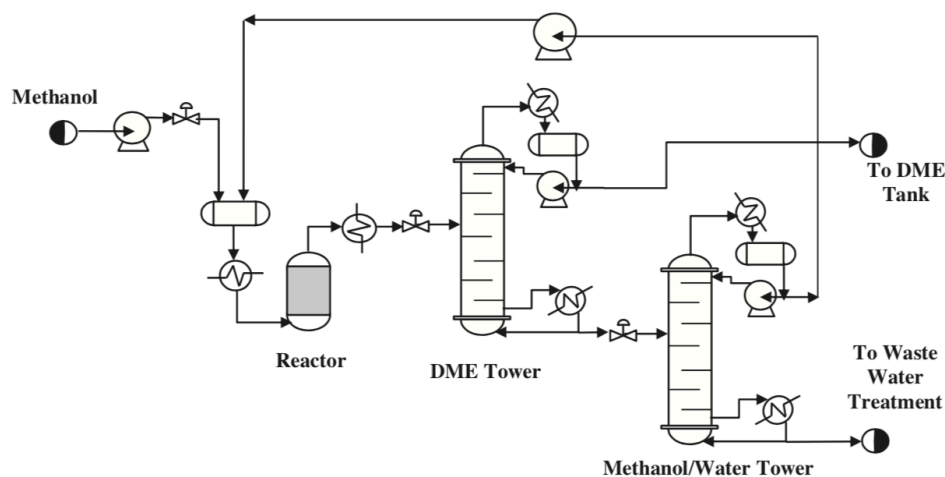 Methanol
To DME
Tank
Reactor
DME Tower
To Waste
Water
Treatment
Methanol/Water Tower